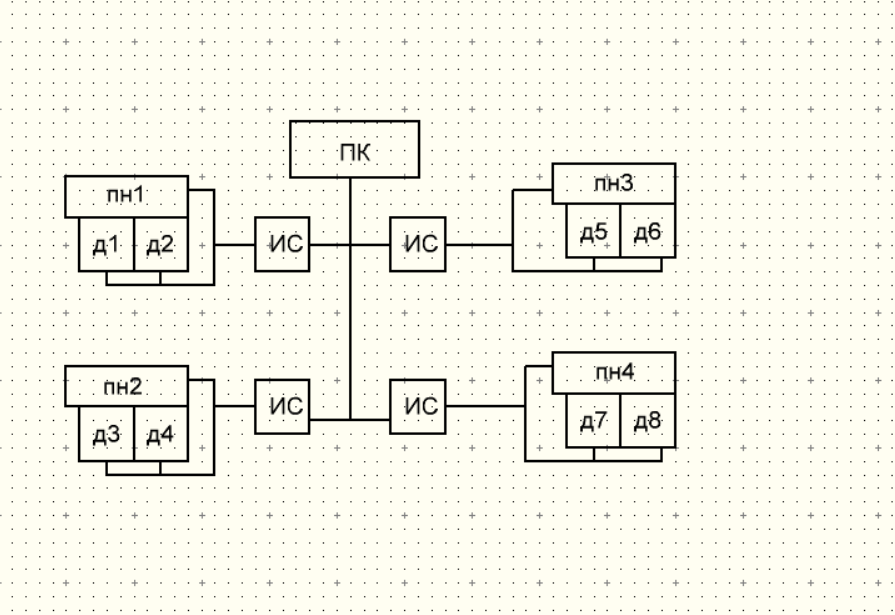 ПК
пн1
д1 д2
ИС
ИС
пн3
д5 д6
пн2
д3 д4
ИС
ИС
пн4
д7 д8